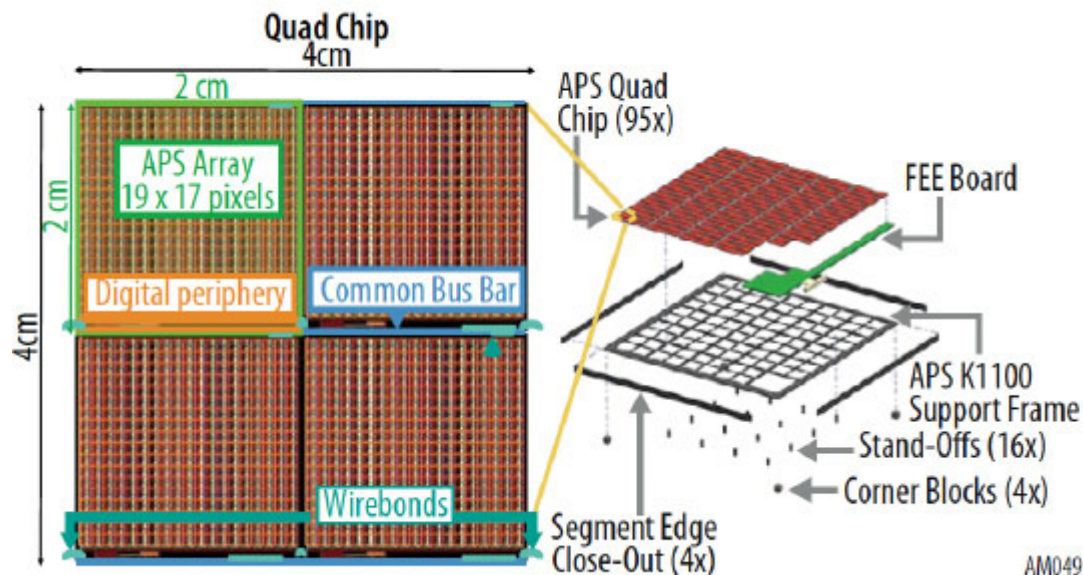 Quad Chip
4cm
2 cm
2 cm
4cm
APS Array
19 x 17 pixels
Digital periphery
Common Bus Bar
Wirebonds
APS Quad
Chip (95x)
FEE Board
APS K1100
Support Frame
Stand-Offs (16x)
Corner Blocks (4x)
Segment Edge
Close-Out (4x)
AM049